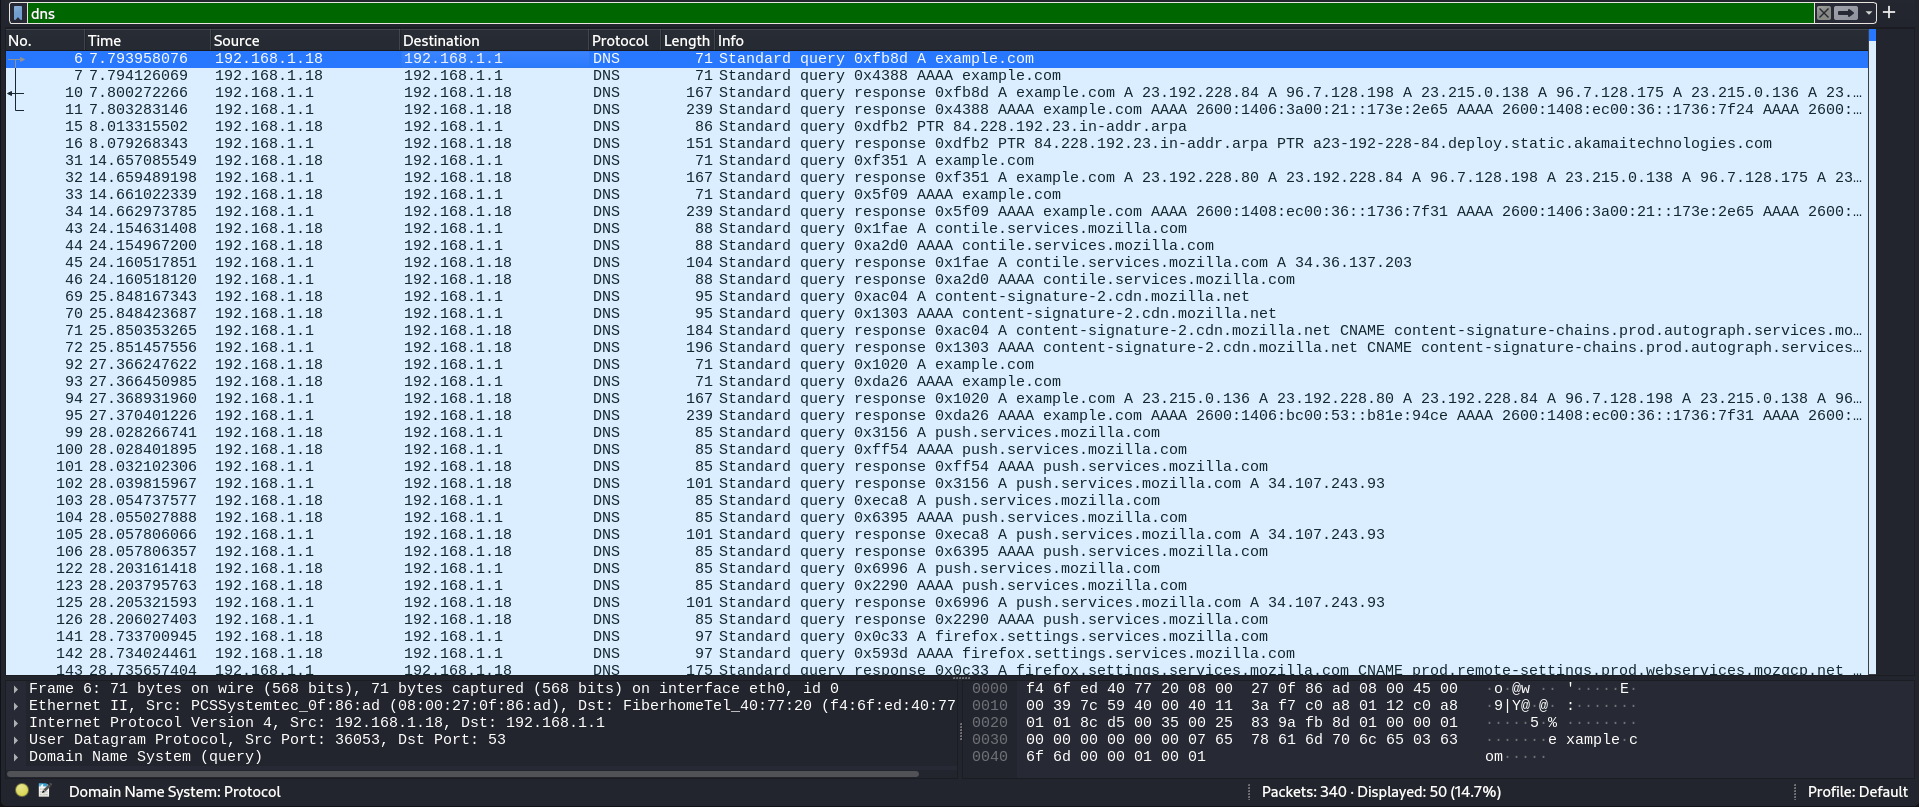 dns
No. Time Source Destination Protocol Length Info
6 7.793958076 192.168.1.18 192.168.1.1 DNS 71 Standard query 0xfb8d A example.com
7 7.794126069 192.168.1.18 192.168.1.1 DNS 71 Standard query 0x4388 AAAA example.com
10 7.800272266 192.168.1.1 192.168.1.18 DNS 167 Standard query response 0xfb8d A example.com A 23.192.228.84 A 96.7.128.198 A 23.215.0.138 A 96.7.128.175 A 23.215.0.136 A 23.…
11 7.803283146 192.168.1.1 192.168.1.18 DNS 239 Standard query response 0x4388 AAAA example.com AAAA 2600:1406:3a00:21::173e:2e65 AAAA 2600:1408:ec00:36::1736:7f24 AAAA 2600:…
15 8.013315502 192.168.1.18 192.168.1.1 DNS 86 Standard query 0xdfb2 PTR 84.228.192.23.in-addr.arpa
16 8.079268343 192.168.1.1 192.168.1.18 DNS 151 Standard query response 0xdfb2 PTR 84.228.192.23.in-addr.arpa PTR a23-192-228-84.deploy.static.akamaitechnologies.com
31 14.657085549 192.168.1.18 192.168.1.1 DNS 71 Standard query 0xf351 A example.com
32 14.659489198 192.168.1.1 192.168.1.18 DNS 167 Standard query response 0xf351 A example.com A 23.192.228.80 A 23.192.228.84 A 96.7.128.198 A 23.215.0.138 A 96.7.128.175 A 23…
33 14.661022339 192.168.1.18 192.168.1.1 DNS 71 Standard query 0x5f09 AAAA example.com
34 14.662973785 192.168.1.1 192.168.1.18 DNS 239 Standard query response 0x5f09 AAAA example.com AAAA 2600:1408:ec00:36::1736:7f31 AAAA 2600:1406:3a00:21::173e:2e65 AAAA 2600:…
43 24.154631408 192.168.1.18 192.168.1.1 DNS 88 Standard query 0x1fae A contile.services.mozilla.com
44 24.154967200 192.168.1.18 192.168.1.1 DNS 88 Standard query 0xa2d0 AAAA contile.services.mozilla.com
45 24.160517851 192.168.1.1 192.168.1.18 DNS 104 Standard query response 0x1fae A contile.services.mozilla.com A 34.36.137.203
46 24.160518120 192.168.1.1 192.168.1.18 DNS 88 Standard query response 0xa2d0 AAAA contile.services.mozilla.com
69 25.848167343 192.168.1.18 192.168.1.1 DNS 95 Standard query 0xac04 A content-signature-2.cdn.mozilla.net
70 25.848423687 192.168.1.18 192.168.1.1 DNS 95 Standard query 0x1303 AAAA content-signature-2.cdn.mozilla.net
71 25.850353265 192.168.1.1 192.168.1.18 DNS 184 Standard query response 0xac04 A content-signature-2.cdn.mozilla.net CNAME content-signature-chains.prod.autograph.services.mo…
72 25.851457556 192.168.1.1 192.168.1.18 DNS 196 Standard query response 0x1303 AAAA content-signature-2.cdn.mozilla.net CNAME content-signature-chains.prod.autograph.services…
92 27.366247622 192.168.1.18 192.168.1.1 DNS 71 Standard query 0x1020 A example.com
93 27.366450985 192.168.1.18 192.168.1.1 DNS 71 Standard query 0xda26 AAAA example.com
94 27.368931960 192.168.1.1 192.168.1.18 DNS 167 Standard query response 0x1020 A example.com A 23.215.0.136 A 23.192.228.80 A 23.192.228.84 A 96.7.128.198 A 23.215.0.138 A 96…
95 27.370401226 192.168.1.1 192.168.1.18 DNS 239 Standard query response 0xda26 AAAA example.com AAAA 2600:1406:bc00:53::b81e:94ce AAAA 2600:1408:ec00:36::1736:7f31 AAAA 2600:…
99 28.028266741 192.168.1.18 192.168.1.1 DNS 85 Standard query 0x3156 A push.services.mozilla.com
100 28.028401895 192.168.1.18 192.168.1.1 DNS 85 Standard query 0xff54 AAAA push.services.mozilla.com
101 28.032102306 192.168.1.1 192.168.1.18 DNS 85 Standard query response 0xff54 AAAA push.services.mozilla.com
102 28.039815967 192.168.1.1 192.168.1.18 DNS 101 Standard query response 0x3156 A push.services.mozilla.com A 34.107.243.93
103 28.054737577 192.168.1.18 192.168.1.1 DNS 85 Standard query 0xeca8 A push.services.mozilla.com
104 28.055027888 192.168.1.18 192.168.1.1 DNS 85 Standard query 0x6395 AAAA push.services.mozilla.com
105 28.057806066 192.168.1.1 192.168.1.18 DNS 101 Standard query response 0xeca8 A push.services.mozilla.com A 34.107.243.93
106 28.057806357 192.168.1.1 192.168.1.18 DNS 85 Standard query response 0x6395 AAAA push.services.mozilla.com
122 28.203161418 192.168.1.18 192.168.1.1 DNS 85 Standard query 0x6996 A push.services.mozilla.com
123 28.203795763 192.168.1.18 192.168.1.1 DNS 85 Standard query 0x2290 AAAA push.services.mozilla.com
125 28.205321593 192.168.1.1 192.168.1.18 DNS 101 Standard query response 0x6996 A push.services.mozilla.com A 34.107.243.93
126 28.206027403 192.168.1.1 192.168.1.18 DNS 85 Standard query response 0x2290 AAAA push.services.mozilla.com
141 28.733700945 192.168.1.18 192.168.1.1 DNS 97 Standard query 0x0c33 A firefox.settings.services.mozilla.com
142 28.734024461 192.168.1.18 192.168.1.1 DNS 97 Standard query 0x593d AAAA firefox.settings.services.mozilla.com
143 28.735657404 192.168.1.1 192.168.1.18 DNS 175 Standard query response 0x0c33 A firefox.settings.services.mozilla.com CNAME prod.remote-settings.prod.webservices.mozgcp.net …
Frame 6: 71 bytes on wire (568 bits), 71 bytes captured (568 bits) on interface eth0, id 0
Ethernet II, Src: PCSSystemtec_0f:86:ad (08:00:27:0f:86:ad), Dst: FiberhomeTel_40:77:20 (f4:6f:ed:40:77
Internet Protocol Version 4, Src: 192.168.1.18, Dst: 192.168.1.1
User Datagram Protocol, Src Port: 36053, Dst Port: 53
Domain Name System (query)
0000 f4 6f ed 40 77 20 08 00 27 0f 86 ad 08 00 45 00 ·o·@w ·· '·····E·
0010 00 39 7c 59 40 00 40 11 3a f7 c0 a8 01 12 c0 a8 ·9|Y@·@· :·······
0020 01 01 8c d5 00 35 00 25 83 9a fb 8d 01 00 00 01 ·····5·% ········
0030 00 00 00 00 00 00 07 65 78 61 6d 70 6c 65 03 63 ·······e xample·c
0040 6f 6d 00 00 01 00 01 om·····
Domain Name System: Protocol
Packets: 340 · Displayed: 50 (14.7%)
Profile: Default